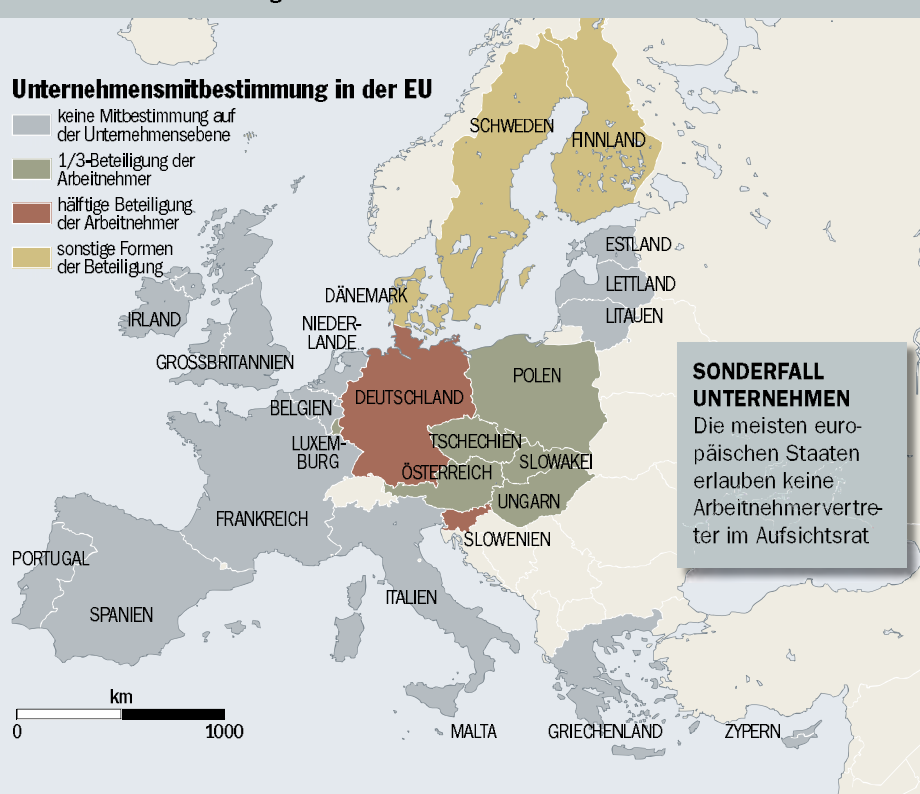 Unternehmensmitbestimmung in der EU
keine Mitbestimmung auf
der Unternehmensebene
1/3-Beteiligung der
Arbeitnehmer
hälftige Beteiligung
der Arbeitnehmer
sonstige Formen
der Beteiligung
SCHWEDEN
FINNLAND
ESTLAND
LETTLAND
LITAUEN
DÄNEMARK
IRLAND
NIEDER-
LANDE
GROSSBRITANNIEN
BELGIEN
DEUTSCHLAND
POLEN
LUXEM-
BURG
TSCHECHIEN
SLOWAKEI
ÖSTERREICH
UNGARN
FRANKREICH
SLOWENIEN
PORTUGAL
SPANIEN
ITALIEN
MALTA
GRIECHENLAND
ZYPERN
SONDERFALL
UNTERNEHMEN
Die meisten euro-
päischen Staaten
erlauben keine
Arbeitnehmervertre-
ter im Aufsichtsrat
km
0 1000